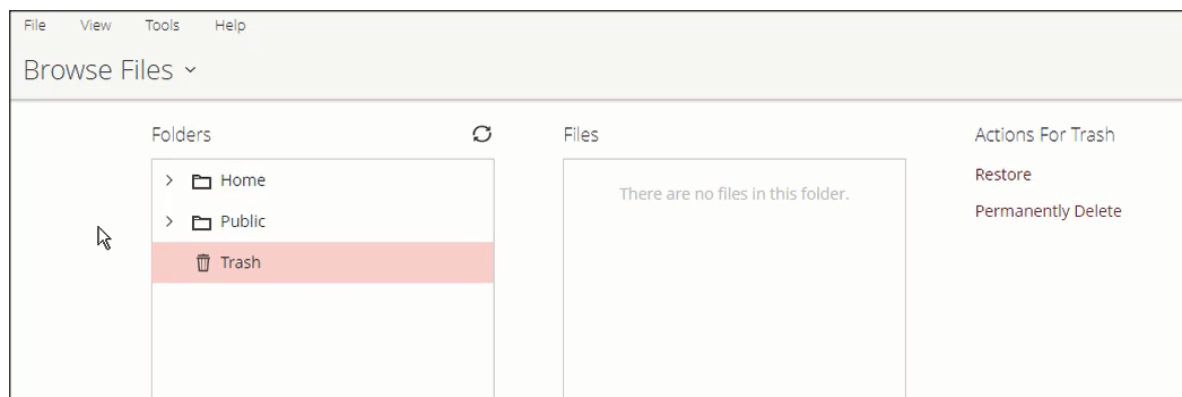 File View Tools Help
Browse Files
Folders
Home
Public
Trash
Files
There are no files in this folder.
Actions For Trash
Restore
Permanently Delete